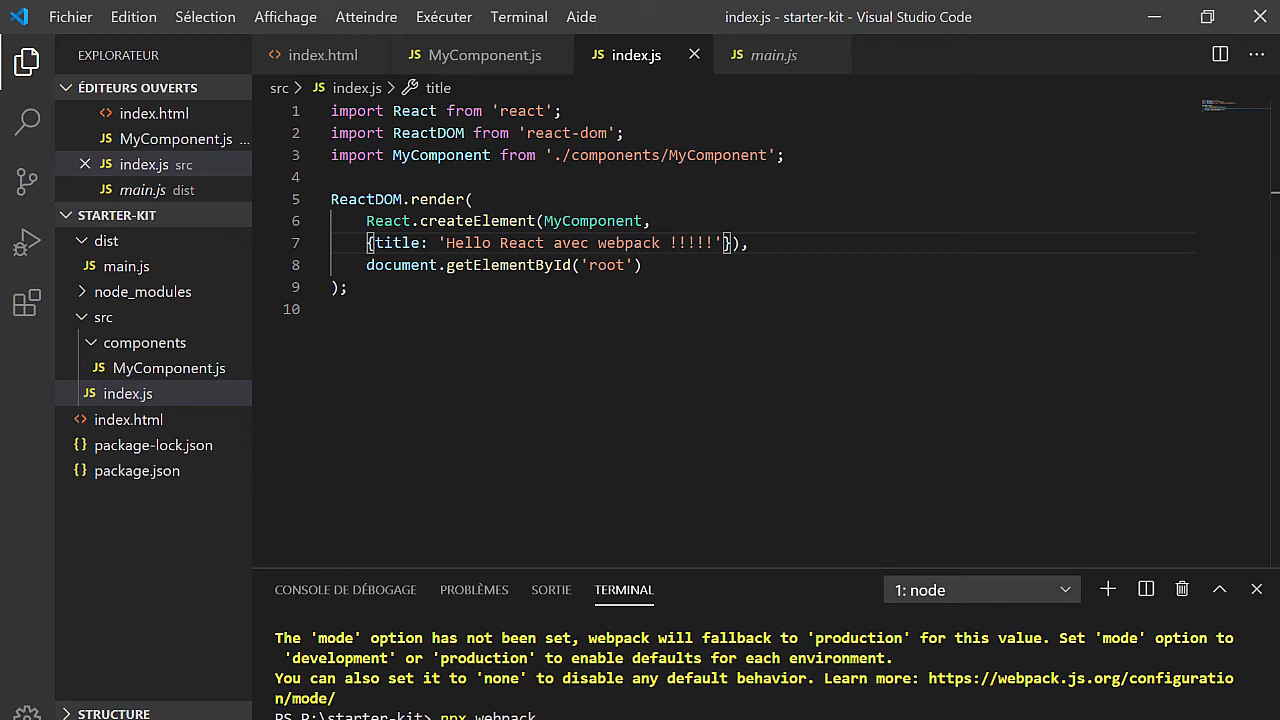 Fichier Edition Sélection Affichage Atteindre Exécuter Terminal Aide index.js - starter-kit - Visual Studio Code
EXPLORATEUR
ÉDITEURS OUVERTS
index.html
MyComponent.js ...
index.js src
main.js dist
STARTER-KIT
dist
main.js
node_modules
src
components
MyComponent.js
index.js
index.html
package-lock.json
package.json
STRUCTURE
index.html MyComponent.js index.js main.js
src > index.js > title
1 import React from 'react';
2 import ReactDOM from 'react-dom';
3 import MyComponent from './components/MyComponent';
4
5 ReactDOM.render(
6 React.createElement(MyComponent,
7 {title: 'Hello React avec webpack !!!!!'}),
8 document.getElementById('root')
9 );
10
CONSOLE DE DÉBOGAGE PROBLÈMES SORTIE TERMINAL 1: node
The 'mode' option has not been set, webpack will fallback to 'production' for this value. Set 'mode' option to
'development' or 'production' to enable defaults for each environment.
You can also set it to 'none' to disable any default behavior. Learn more: https://webpack.js.org/configuratio
n/mode/
PS P:\starter-kit> npx webpack